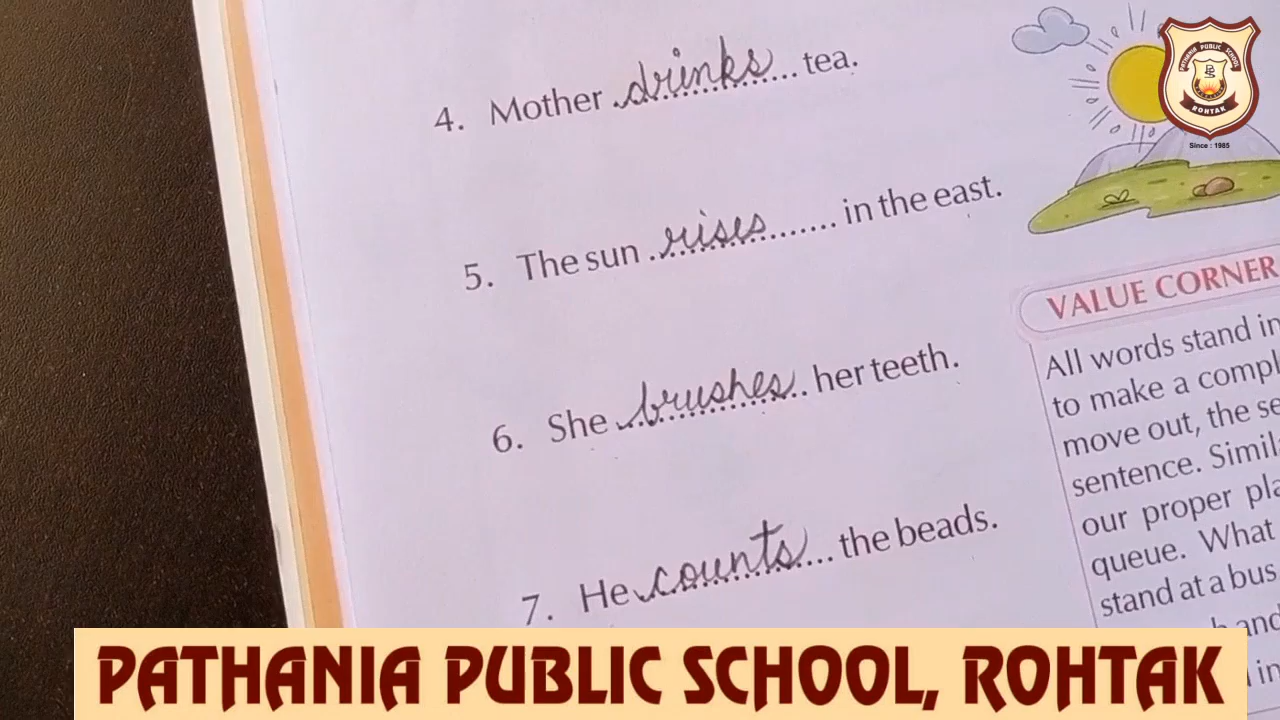 4. Mother drinks tea.
5. The sun rises in the east.
6. She brushes her teeth.
7. He counts the beads.
VALUE CORNER
All words stand in
to make a compl
move out, the se
sentence. Simil
our proper pla
queue. What
stand at a bus
and
in
PATHANIA PUBLIC SCHOOL
ROHTAK
Since : 1985
PATHANIA PUBLIC SCHOOL, ROHTAK